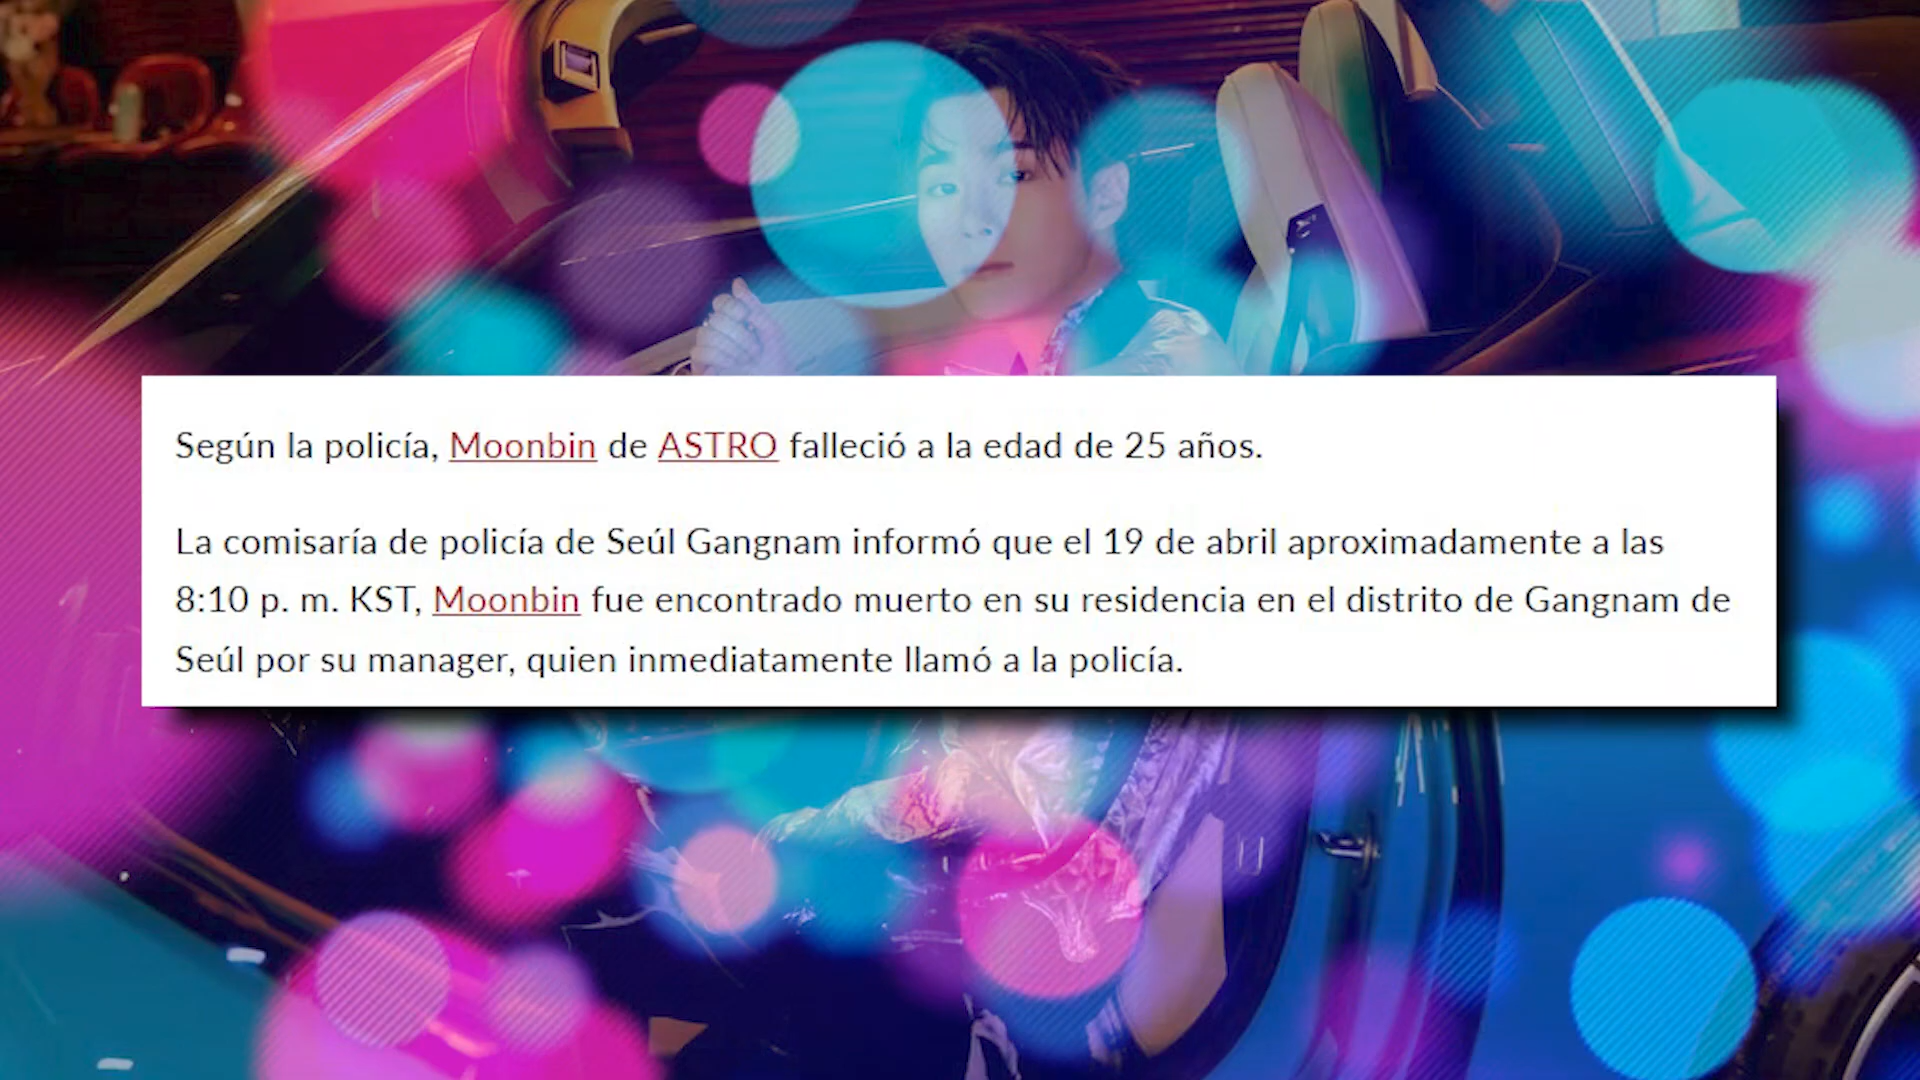 Según la policía, Moonbin de ASTRO falleció a la edad de 25 años.
La comisaría de policía de Seúl Gangnam informó que el 19 de abril aproximadamente a las
8:10 p. m. KST, Moonbin fue encontrado muerto en su residencia en el distrito de Gangnam de
Seúl por su manager, quien inmediatamente llamó a la policía.